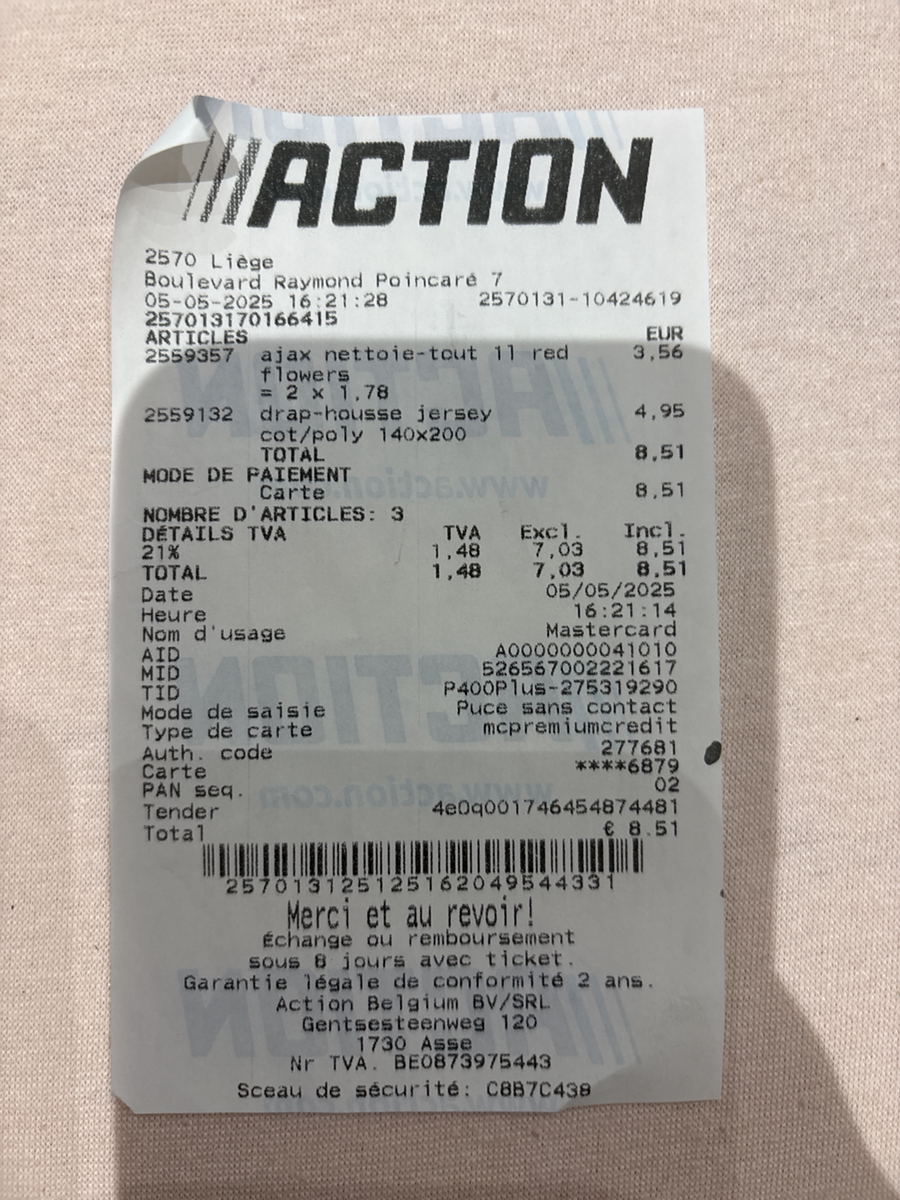 ACTION
2570 Liège
Boulevard Raymond Poincaré 7
05-05-2025 16:21:28 2570131-10424619
257013170166415
ARTICLES EUR
2559357 ajax nettoie-tout 1l red 3,56
flowers
= 2 x 1,78
2559132 drap-housse jersey 4,95
cot/poly 140x200
TOTAL 8,51
MODE DE PAIEMENT
Carte 8,51
NOMBRE D'ARTICLES: 3
DÉTAILS TVA TVA Excl. Incl.
21% 1,48 7,03 8,51
TOTAL 1,48 7,03 8,51
Date 05/05/2025
Heure 16:21:14
Nom d'usage Mastercard
AID A0000000041010
MID 526567002221617
TID P400Plus-275319290
Mode de saisie Puce sans contact
Type de carte mcpremiumcredit
Auth. code 277681
Carte ****6879
PAN seq. 02
Tender 4e0q001746454874481
Total € 8.51
257013125125162049544331
Merci et au revoir!
Échange ou remboursement
sous 8 jours avec ticket.
Garantie légale de conformité 2 ans.
Action Belgium BV/SRL
Gentsesteenweg 120
1730 Asse
Nr TVA. BE0873975443
Sceau de sécurité: C8B7C439